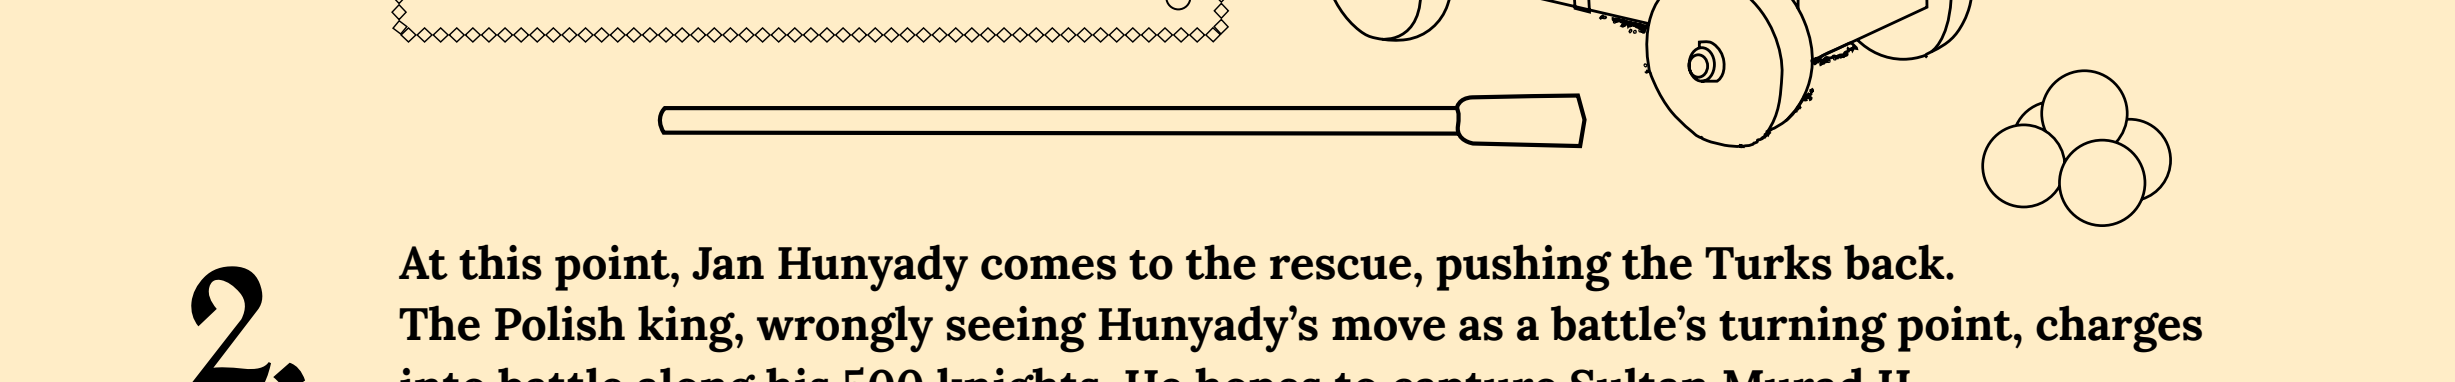 At this point, Jan Hunyady comes to the rescue, pushing the Turks back.
2. The Polish king, wrongly seeing Hunyady’s move as a battle’s turning point, charges
into battle along his 500 knights. He hopes to capture Sultan Murad II